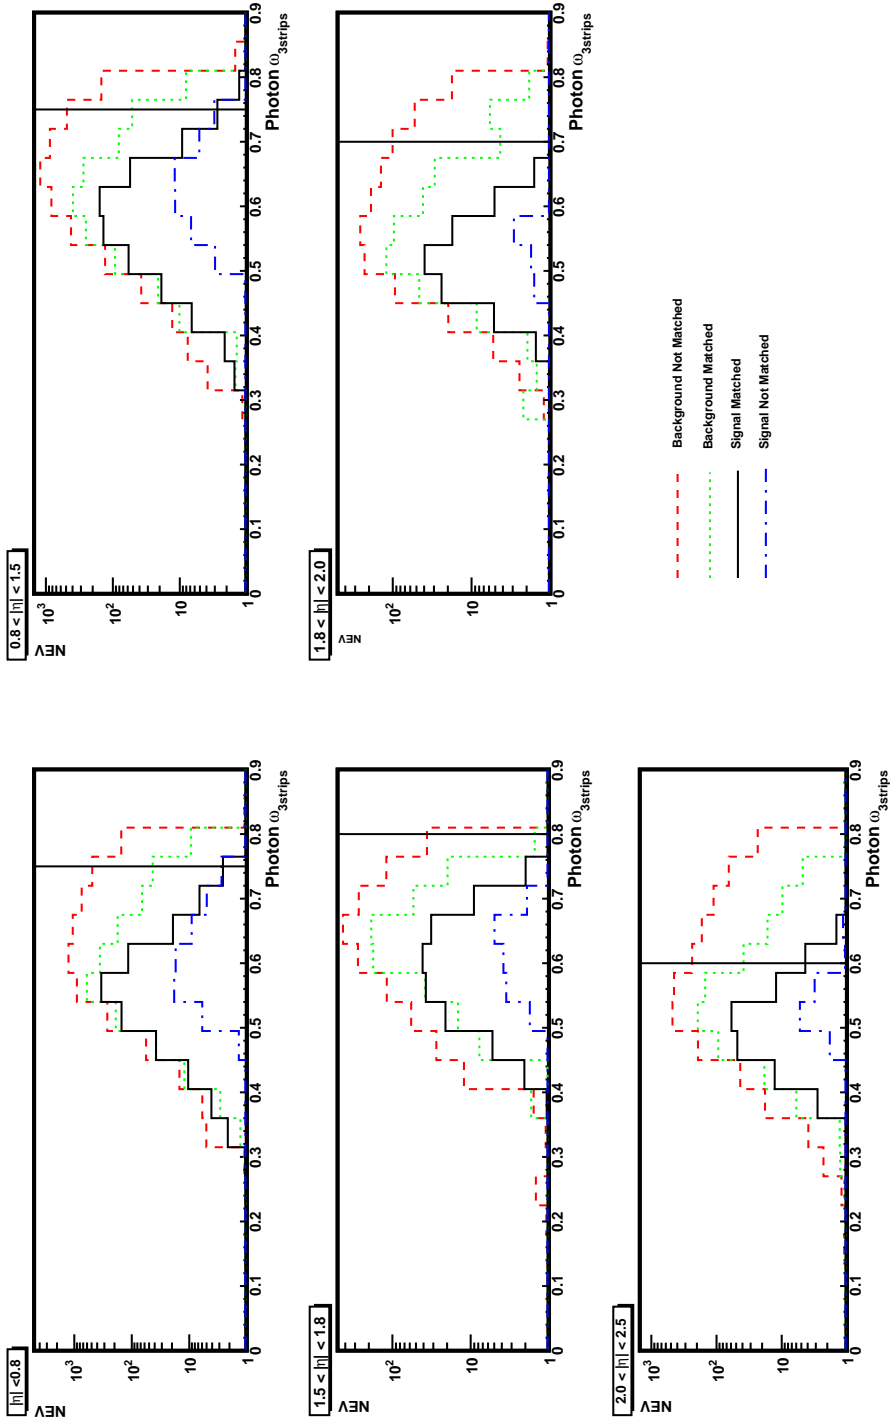 |η| <0.8
NEV
10³
10²
10
1
0 0.1 0.2 0.3 0.4 0.5 0.6 0.7 0.8 0.9
Photon ω3strips
0.8 < |η| < 1.5
NEV
10³
10²
10
1
0 0.1 0.2 0.3 0.4 0.5 0.6 0.7 0.8 0.9
Photon ω3strips
1.5 < |η| < 1.8
NEV
10²
10
1
0 0.1 0.2 0.3 0.4 0.5 0.6 0.7 0.8 0.9
Photon ω3strips
1.8 < |η| < 2.0
NEV
10²
10
1
0 0.1 0.2 0.3 0.4 0.5 0.6 0.7 0.8 0.9
Photon ω3strips
2.0 < |η| < 2.5
NEV
10³
10²
10
1
0 0.1 0.2 0.3 0.4 0.5 0.6 0.7 0.8 0.9
Photon ω3strips
Background Not Matched
Background Matched
Signal Matched
Signal Not Matched